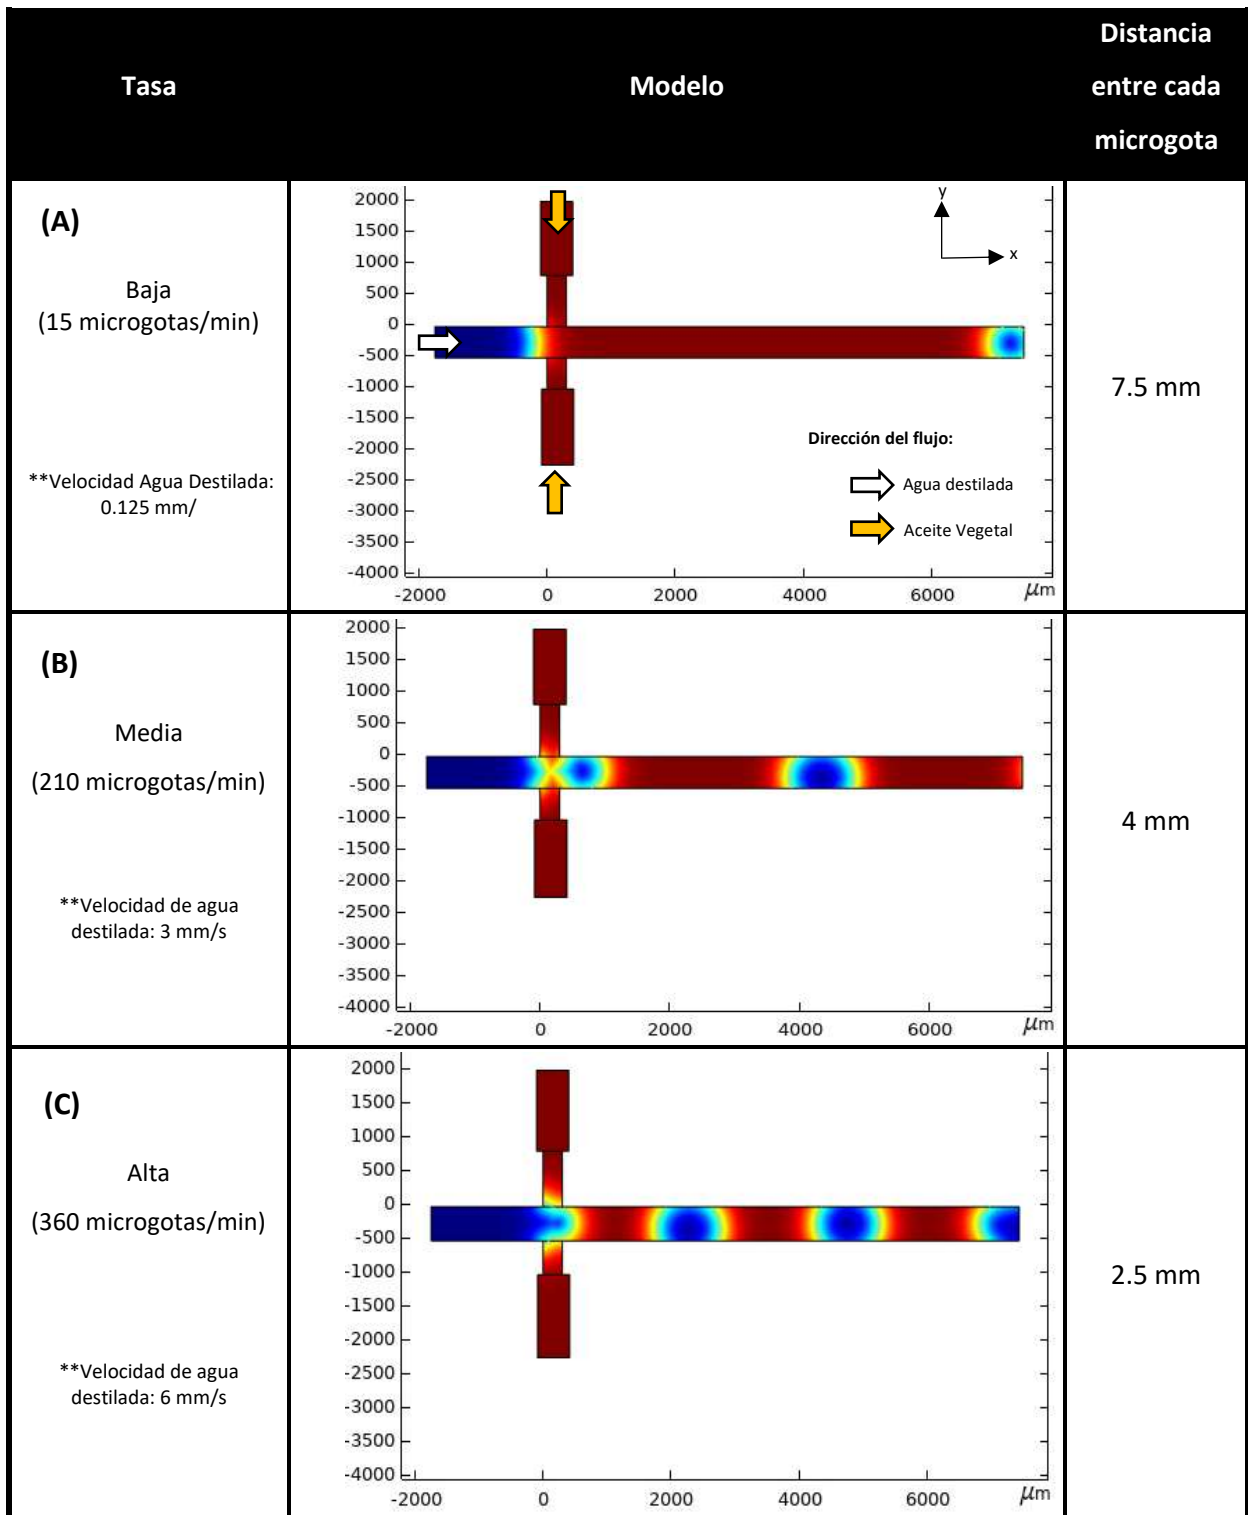 Tasa
Modelo
Distancia
entre cada
microgota
(A)
Baja
(15 microgotas/min)
**Velocidad Agua Destilada:
0.125 mm/
2000
1500
1000
500
0
-500
-1000
-1500
-2000
-2500
-3000
-3500
-4000
-2000 0 2000 4000 6000 μm
y
x
Dirección del flujo:
Agua destilada
Aceite Vegetal
7.5 mm
(B)
Media
(210 microgotas/min)
**Velocidad de agua
destilada: 3 mm/s
2000
1500
1000
500
0
-500
-1000
-1500
-2000
-2500
-3000
-3500
-4000
-2000 0 2000 4000 6000 μm
4 mm
(C)
Alta
(360 microgotas/min)
**Velocidad de agua
destilada: 6 mm/s
2000
1500
1000
500
0
-500
-1000
-1500
-2000
-2500
-3000
-3500
-4000
-2000 0 2000 4000 6000 μm
2.5 mm